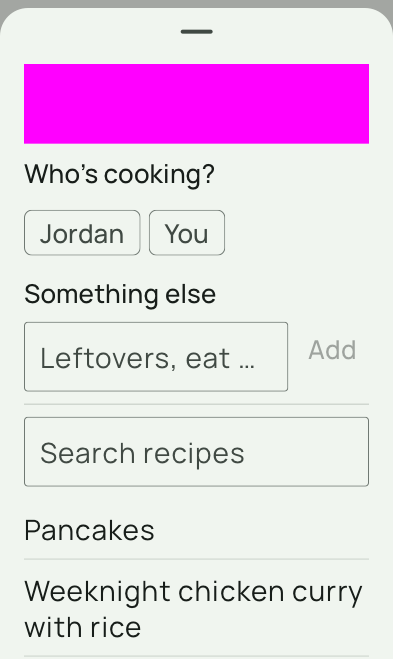 Who's cooking?
Jordan
You
Something else
Leftovers, eat ...
Add
Search recipes
Pancakes
Weeknight chicken curry
with rice